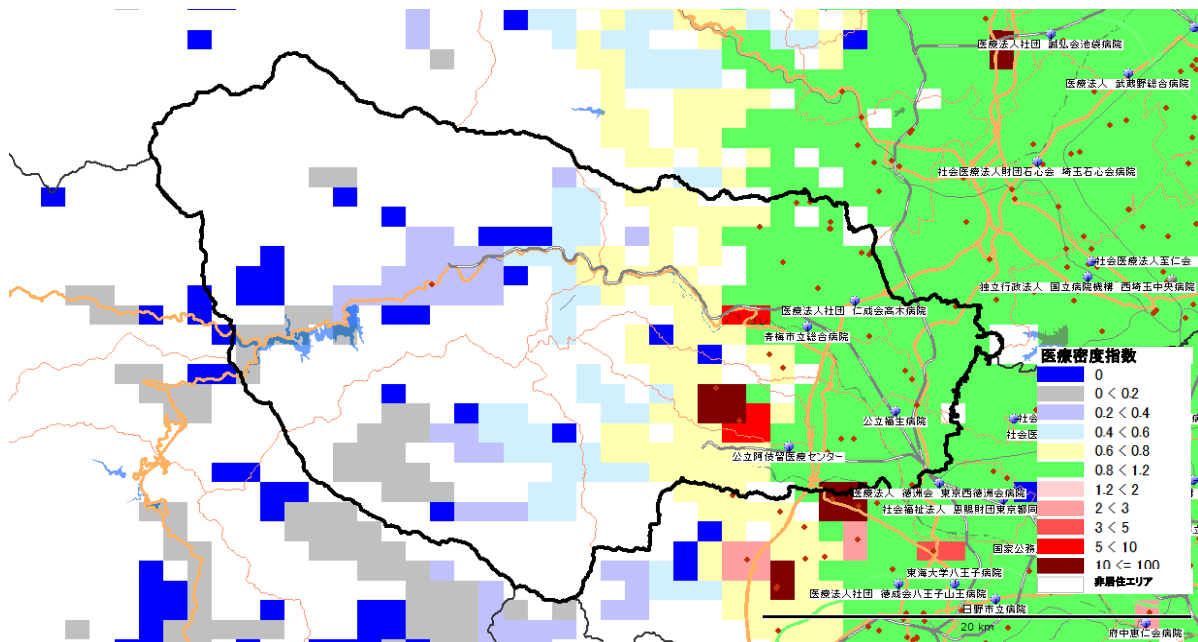 医療法人社団 誠弘会池袋病院
医療法人 武蔵野総合病院
社会医療法人財団石心会 埼玉石心会病院
社会医療法人至仁会
独立行政法人 国立病院機構 西埼玉中央病院
医療法人社団 仁成会高木病院
青梅市立総合病院
公立福生病院
公立阿伎留医療センター
医療法人 徳洲会 東京西徳洲会病院
社会福祉法人 恩賜財団東京都同
国家公務
東海大学八王子病院
医療法人社団 徳成会八王子山王病院
日野市立病院
府中恵仁会病院
社会
社会医
医療密度指数
0
0 < 0.2
0.2 < 0.4
0.4 < 0.6
0.6 < 0.8
0.8 < 1.2
1.2 < 2
2 < 3
3 < 5
5 < 10
10 <= 100
非居住エリア
20 km